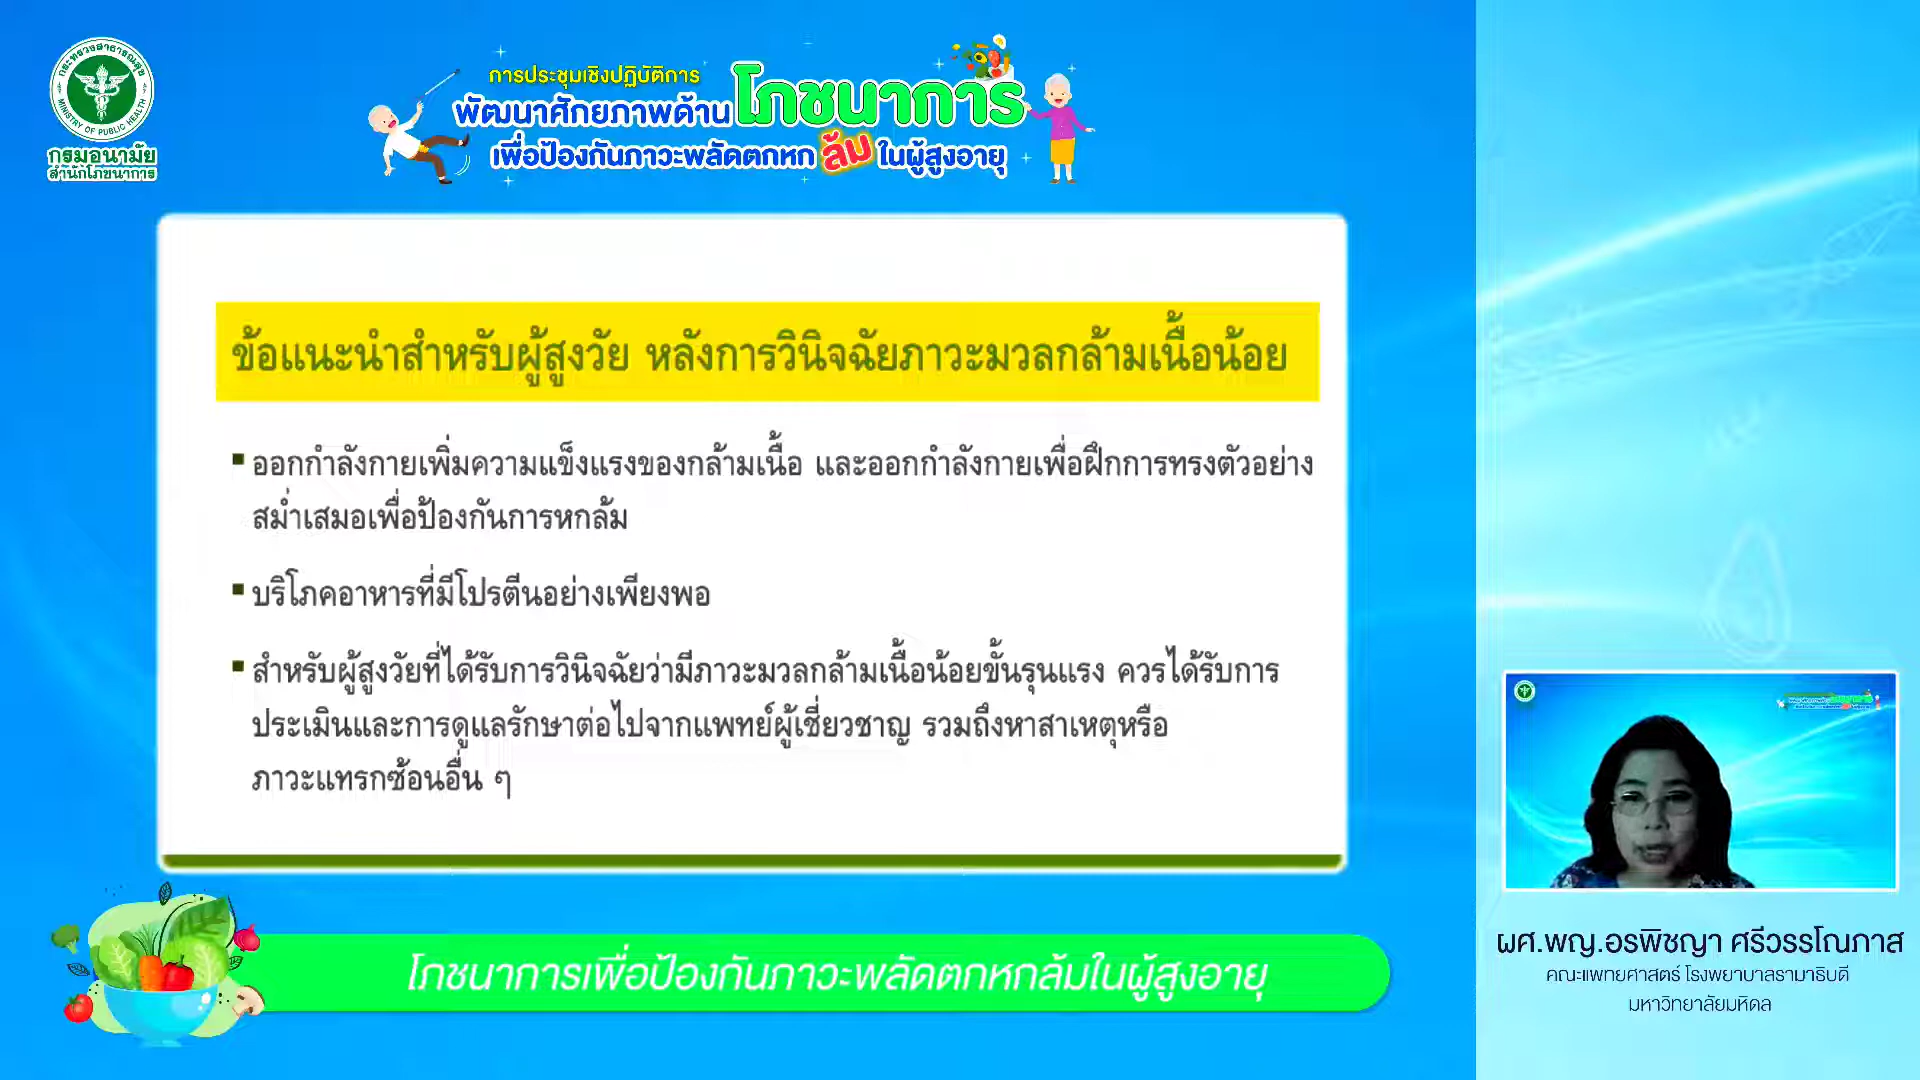 กระทรวงสาธารณสุข
MINISTRY OF PUBLIC HEALTH
กรมอนามัย
สำนักโภชนาการ
การประชุมเชิงปฏิบัติการ
พัฒนาศักยภาพด้านโภชนาการ
เพื่อป้องกันภาวะพลัดตกหกล้มในผู้สูงอายุ
ข้อแนะนำสำหรับผู้สูงวัย หลังการวินิจฉัยภาวะมวลกล้ามเนื้อน้อย
▪ ออกกำลังกายเพิ่มความแข็งแรงของกล้ามเนื้อ และออกกำลังกายเพื่อฝึกการทรงตัวอย่าง
สม่ำเสมอเพื่อป้องกันการหกล้ม
▪ บริโภคอาหารที่มีโปรตีนอย่างเพียงพอ
▪ สำหรับผู้สูงวัยที่ได้รับการวินิจฉัยว่ามีภาวะมวลกล้ามเนื้อน้อยขั้นรุนแรง ควรได้รับการ
ประเมินและการดูแลรักษาต่อไปจากแพทย์ผู้เชี่ยวชาญ รวมถึงหาสาเหตุหรือ
ภาวะแทรกซ้อนอื่น ๆ
โภชนาการเพื่อป้องกันภาวะพลัดตกหกล้มในผู้สูงอายุ
ผศ.พญ.อรพิชญา ศรีวรรโณภาส
คณะแพทยศาสตร์ โรงพยาบาลรามาธิบดี
มหาวิทยาลัยมหิดล